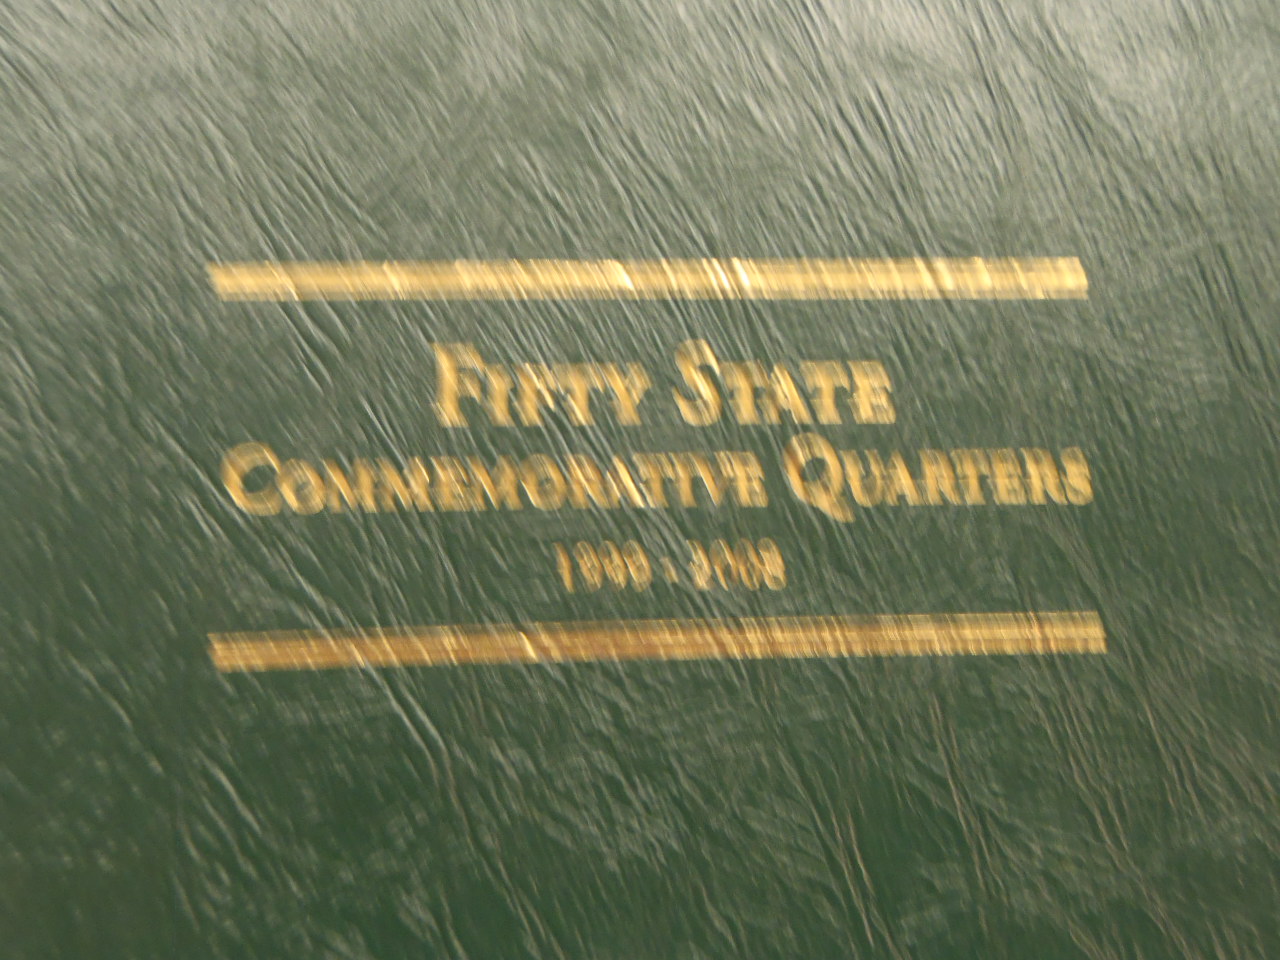 FIFTY STATE
COMMEMORATIVE QUARTERS
1999 - 2008